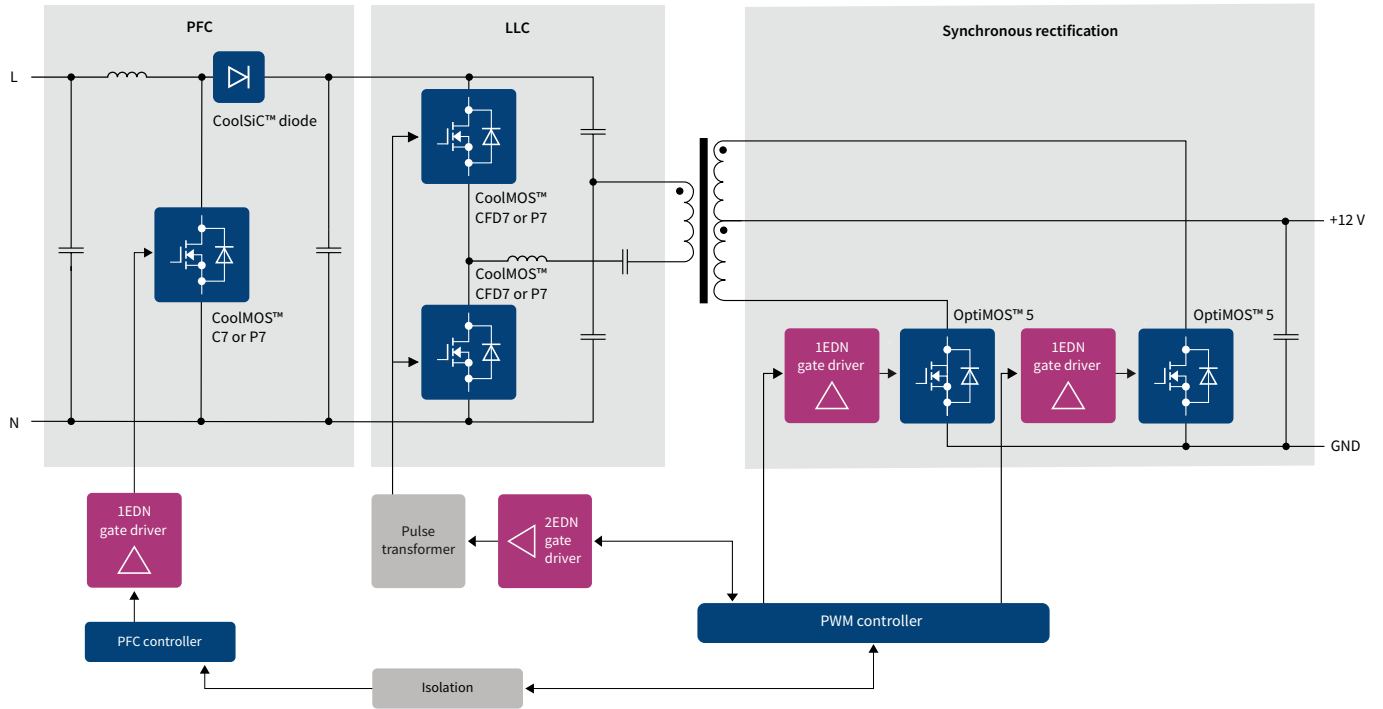 PFC
LLC
Synchronous rectification
L
CoolSiC™ diode
CoolMOS™
CFD7 or P7
+12 V
CoolMOS™
CFD7 or P7
CoolMOS™
C7 or P7
OptiMOS™ 5
OptiMOS™ 5
1EDN
gate driver
1EDN
gate driver
N
GND
1EDN
gate driver
Pulse
transformer
2EDN
gate
driver
PWM controller
PFC controller
Isolation